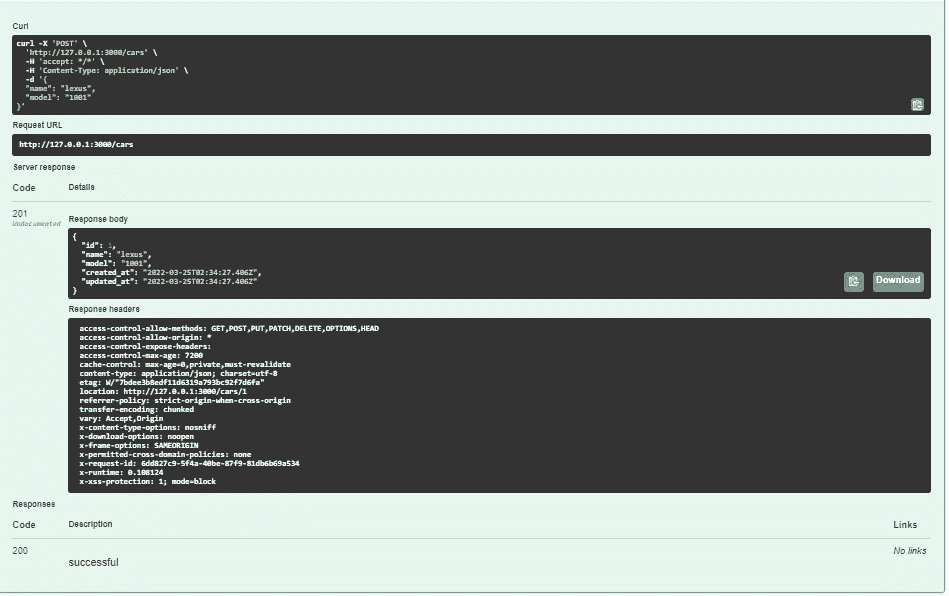 Curl
curl -X 'POST' \
'http://127.0.0.1:3000/cars' \
-H 'accept: */*' \
-H 'Content-Type: application/json' \
-d '{
"name": "lexus",
"model": "1001"
}'
Request URL
http://127.0.0.1:3000/cars
Server response
Code Details
201
Undocumented
Response body
{
"id": 1,
"name": "lexus",
"model": "1001",
"created_at": "2022-03-25T02:34:27.406Z",
"updated_at": "2022-03-25T02:34:27.406Z"
}
Download
Response headers
access-control-allow-methods: GET,POST,PUT,PATCH,DELETE,OPTIONS,HEAD
access-control-allow-origin: *
access-control-expose-headers:
access-control-max-age: 7200
cache-control: max-age=0,private,must-revalidate
content-type: application/json; charset=utf-8
etag: W/"7bdee3b8edf11d6319a793bc92f7d6fa"
location: http://127.0.0.1:3000/cars/1
referrer-policy: strict-origin-when-cross-origin
transfer-encoding: chunked
vary: Accept,Origin
x-content-type-options: nosniff
x-download-options: noopen
x-frame-options: SAMEORIGIN
x-permitted-cross-domain-policies: none
x-request-id: 6dd827c9-5f4a-40be-87f9-81db6b69a534
x-runtime: 0.108124
x-xss-protection: 1; mode=block
Responses
Code Description Links
200 No links
successful